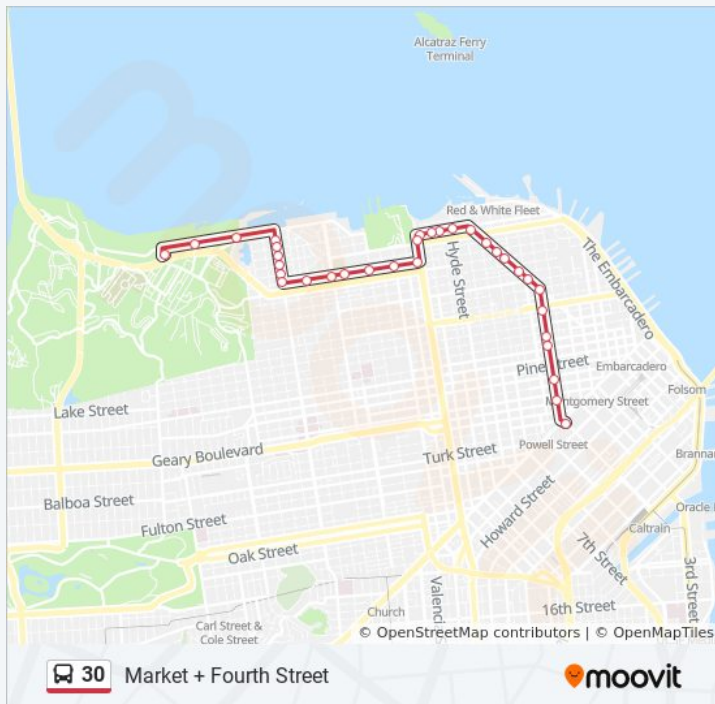 Alcatraz Ferry
Terminal
Red & White Fleet
Hyde Street
The Embarcadero
Pine Street
Embarcadero
Folsom
Lake Street
Montgomery Street
Geary Boulevard
Turk Street
Powell Street
Brannan
Balboa Street
Howard Street
Oracle
Fulton Street
Caltrain
Oak Street
7th Street
3rd Street
Valenci
16th Street
Church
Carl Street &
Cole Street
© OpenStreetMap contributors | © OpenMapTiles
30 Market + Fourth Street
moovit